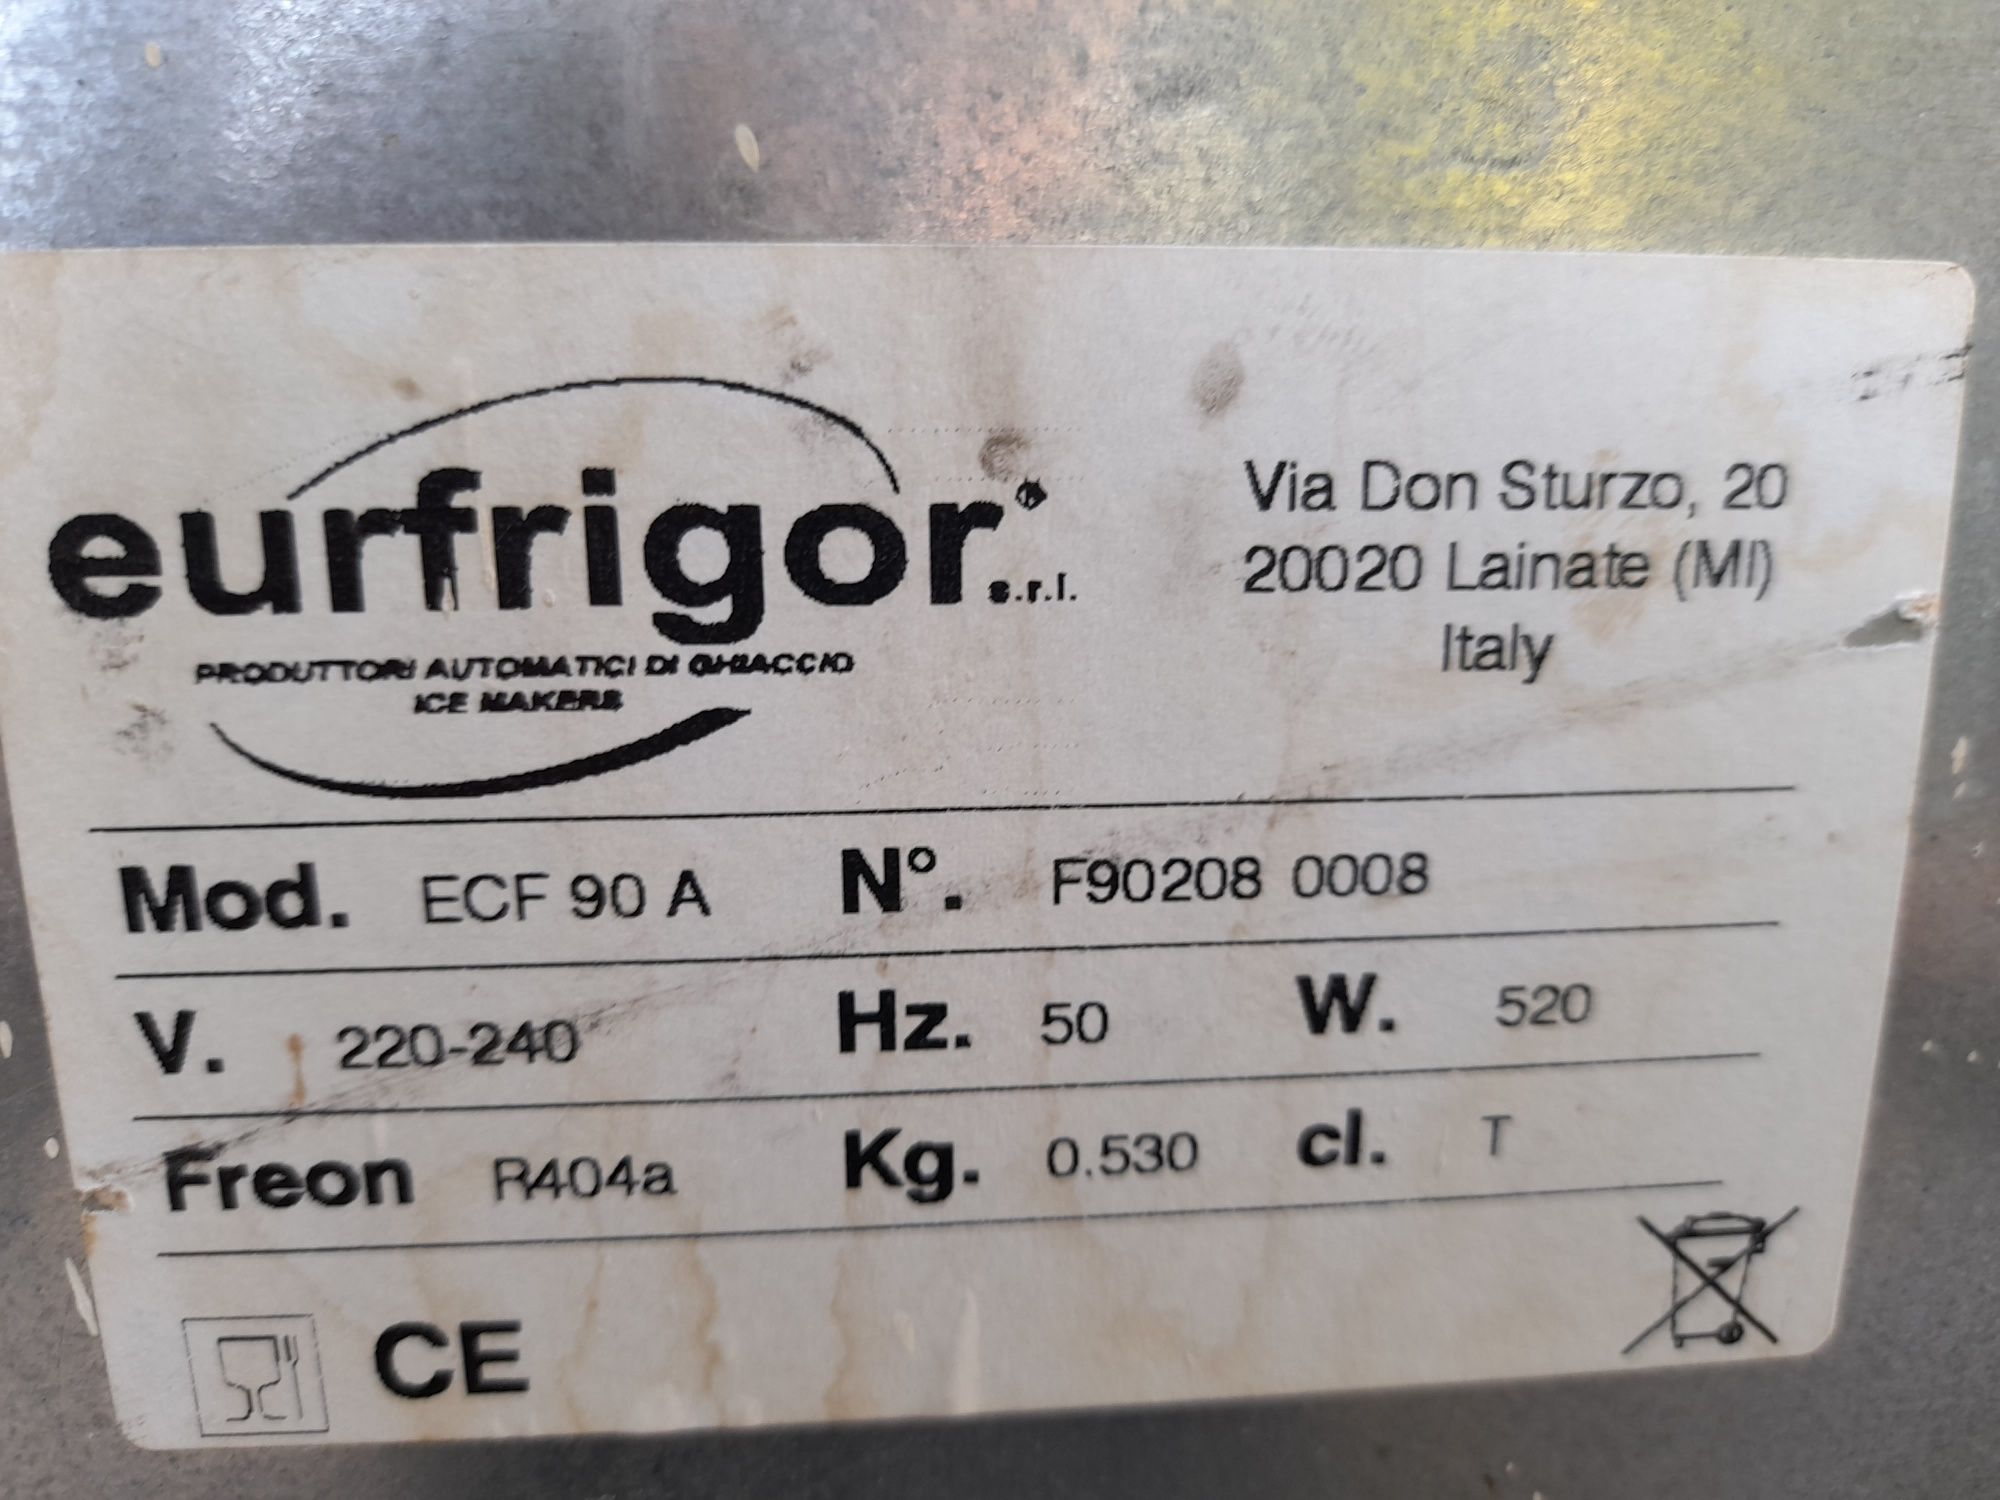 eurfrigor s.r.l.
PRODUTTORI AUTOMATICI DI GHIACCIO
ICE MAKERS
Via Don Sturzo, 20
20020 Lainate (MI)
Italy
Mod. ECF 90 A N°. F90208 0008
V. 220-240 Hz. 50 W. 520
Freon R404a Kg. 0.530 cl. T
CE